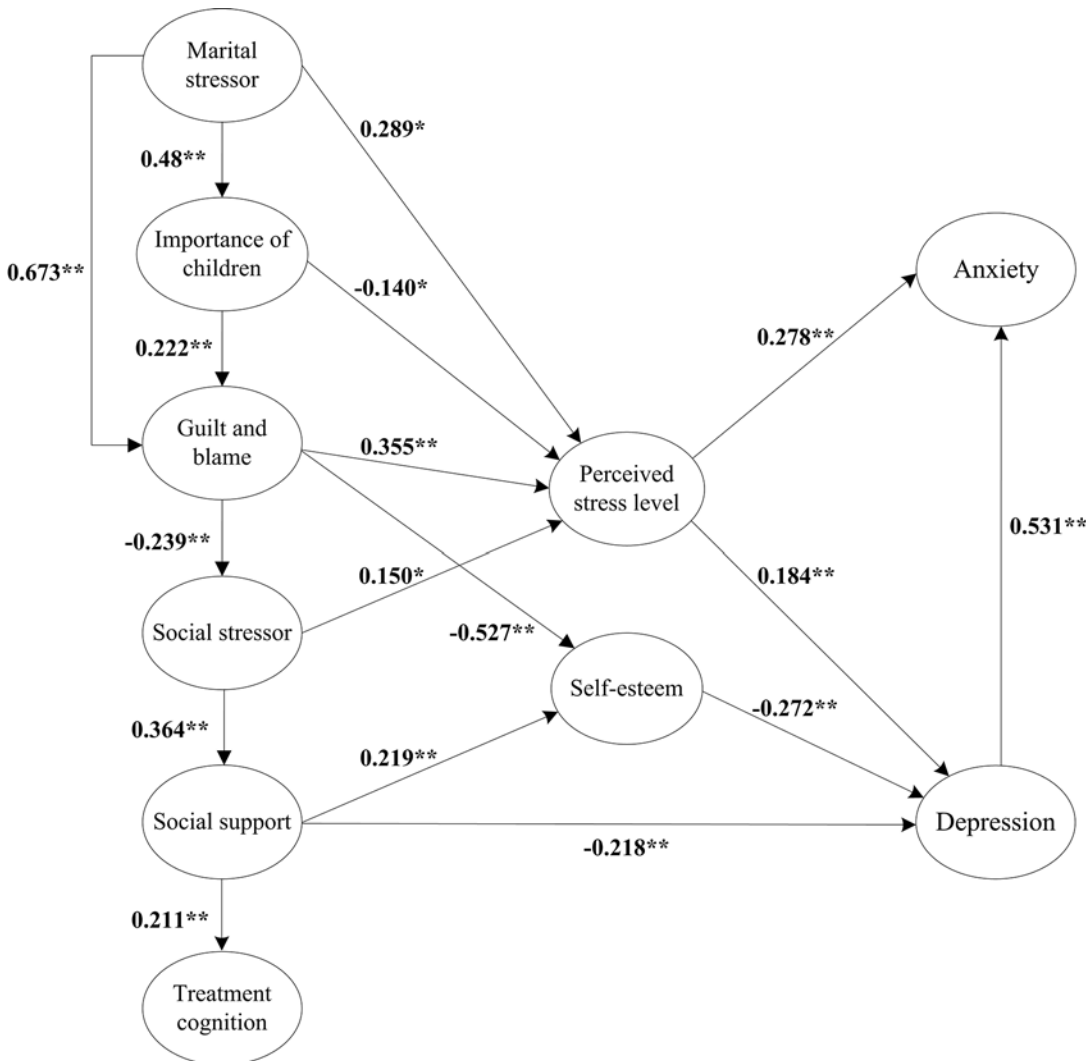 Marital
stressor
0.289*
0.48**
Importance of
children
Anxiety
0.673**
-0.140*
0.278**
0.222**
Guilt and
blame
0.355**
Perceived
stress level
0.531**
-0.239**
0.150*
0.184**
Social stressor
-0.527**
Self-esteem
-0.272**
0.364**
0.219**
Social support
Depression
-0.218**
0.211**
Treatment
cognition